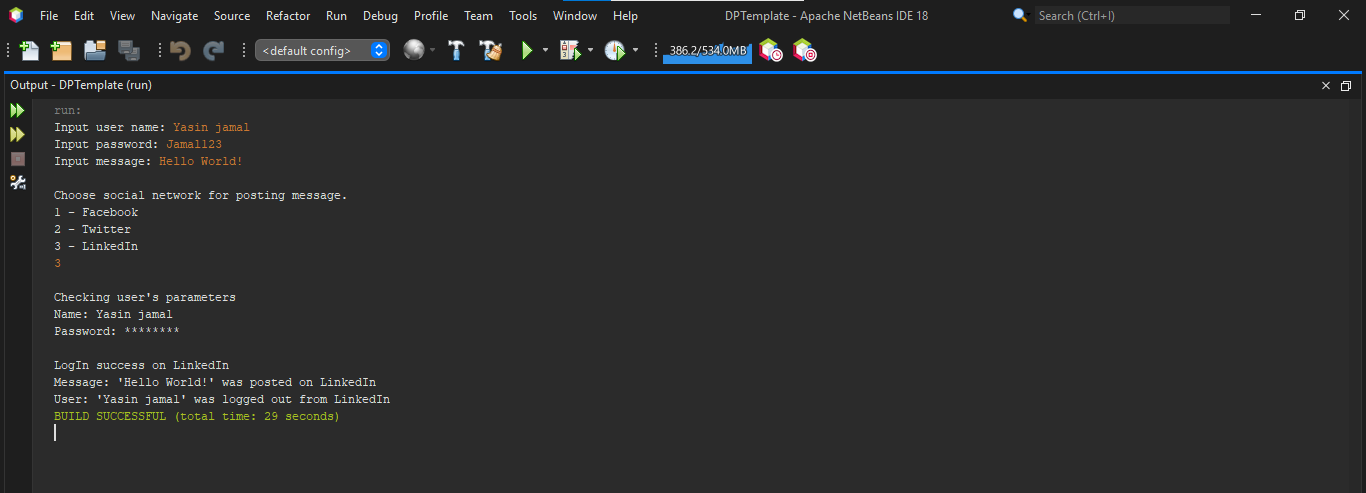 File Edit View Navigate Source Refactor Run Debug Profile Team Tools Window Help DPTemplate - Apache NetBeans IDE 18 Search (Ctrl+I)
<default config> 386.2/534.0MB
Output - DPTemplate (run)
run:
Input user name: Yasin jamal
Input password: Jamal123
Input message: Hello World!
Choose social network for posting message.
1 - Facebook
2 - Twitter
3 - LinkedIn
3
Checking user's parameters
Name: Yasin jamal
Password: ********
LogIn success on LinkedIn
Message: 'Hello World!' was posted on LinkedIn
User: 'Yasin jamal' was logged out from LinkedIn
BUILD SUCCESSFUL (total time: 29 seconds)